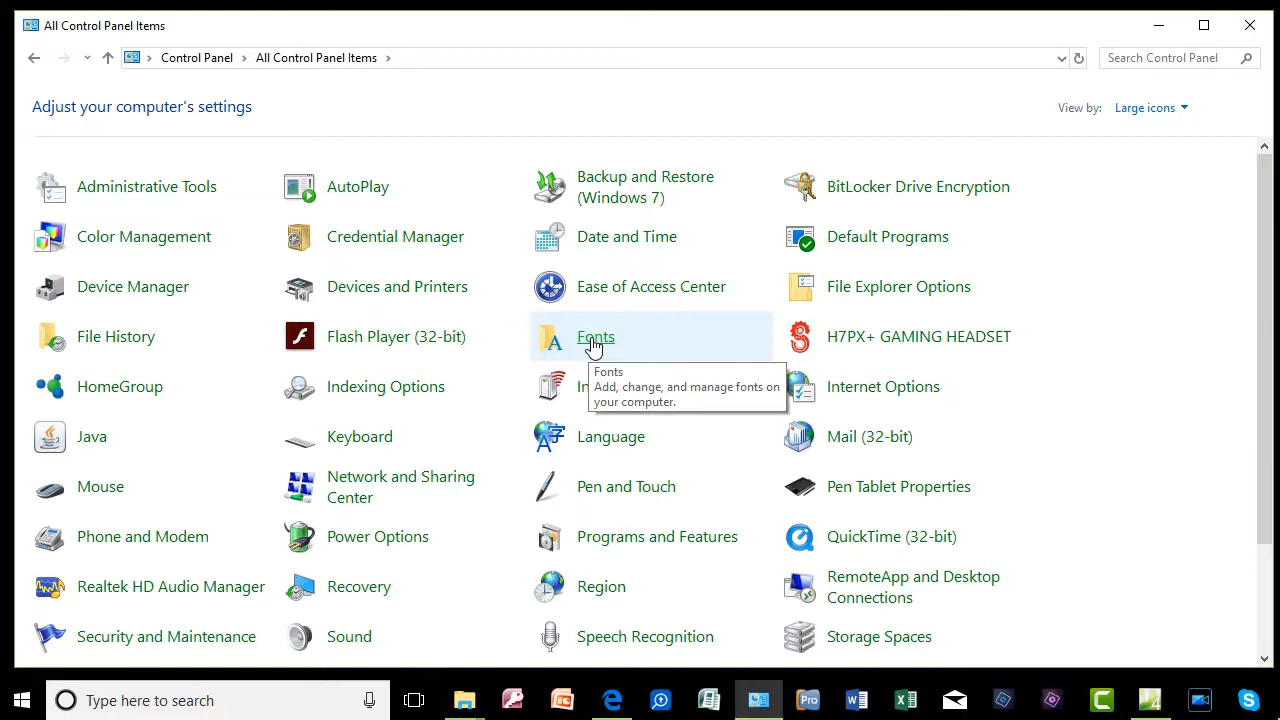 All Control Panel Items
Control Panel
All Control Panel Items
Search Control Panel
Adjust your computer's settings
View by:
Large icons
Administrative Tools
AutoPlay
Backup and Restore
(Windows 7)
BitLocker Drive Encryption
Color Management
Credential Manager
Date and Time
Default Programs
Device Manager
Devices and Printers
Ease of Access Center
File Explorer Options
File History
Flash Player (32-bit)
Fonts
H7PX+ GAMING HEADSET
Fonts
Add, change, and manage fonts on
your computer.
HomeGroup
Indexing Options
Internet Options
Java
Keyboard
Language
Mail (32-bit)
Mouse
Network and Sharing
Center
Pen and Touch
Pen Tablet Properties
Phone and Modem
Power Options
Programs and Features
QuickTime (32-bit)
Realtek HD Audio Manager
Recovery
Region
RemoteApp and Desktop
Connections
Security and Maintenance
Sound
Speech Recognition
Storage Spaces
Type here to search
Pro